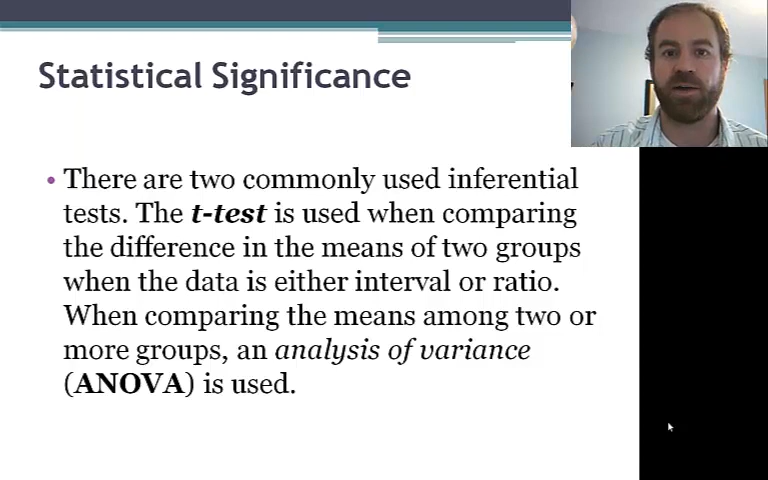 Statistical Significance
• There are two commonly used inferential
tests. The t-test is used when comparing
the difference in the means of two groups
when the data is either interval or ratio.
When comparing the means among two or
more groups, an analysis of variance
(ANOVA) is used.